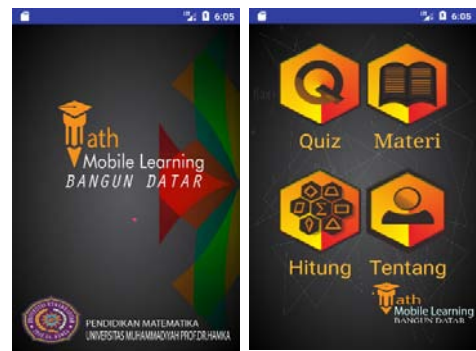 6:05
Math
Mobile Learning
BANGUN DATAR
PENDIDIKAN MATEMATIKA
UNIVERSITAS MUHAMMADIYAH PROF.DR.HAMKA
6:05
Quiz
Materi
Hitung
Tentang
Math
Mobile Learning
BANGUN DATAR